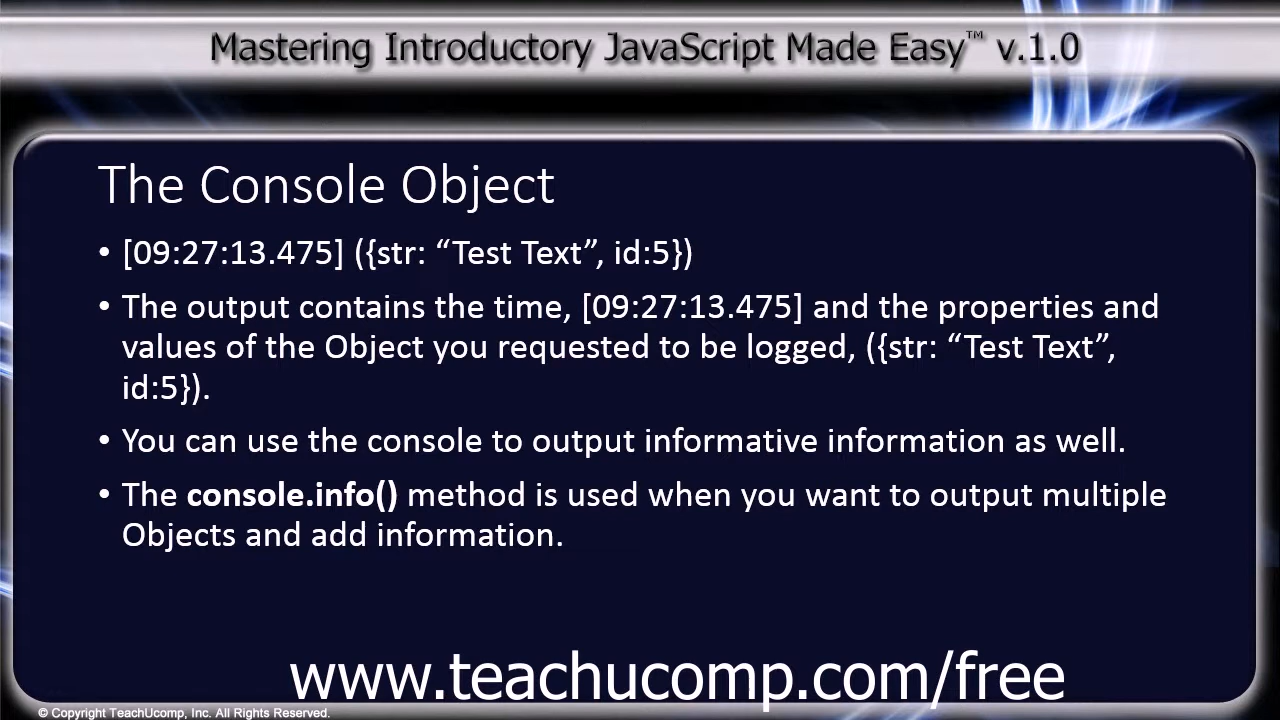 Mastering Introductory JavaScript Made Easy™ v.1.0
The Console Object
• [09:27:13.475] ({str: “Test Text”, id:5})
• The output contains the time, [09:27:13.475] and the properties and
values of the Object you requested to be logged, ({str: “Test Text”,
id:5}).
• You can use the console to output informative information as well.
• The console.info() method is used when you want to output multiple
Objects and add information.
www.teachucomp.com/free
© Copyright TeachUcomp, Inc. All Rights Reserved.